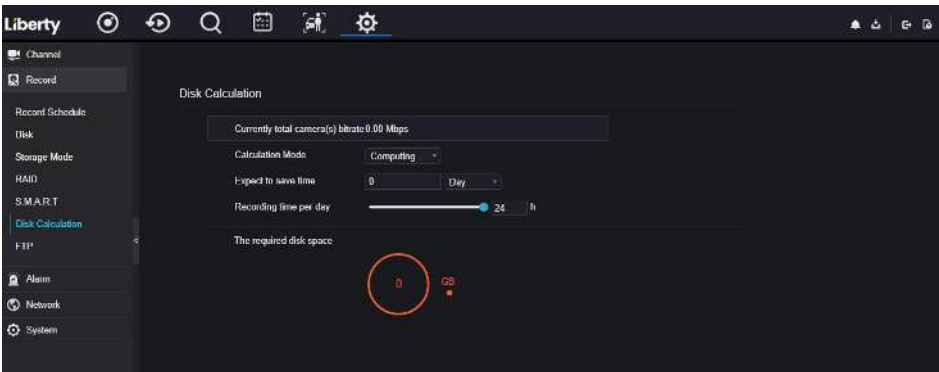 Liberty
Channel
Record
Record Schedule
Disk
Storage Mode
RAID
S.M.A.R.T
Disk Calculation
FTP
Alarm
Network
System
Disk Calculation
Currently total camera(s) bitrate0.00 Mbps
Calculation Mode Computing
Expect to save time 0 Day
Recording time per day 24 h
The required disk space
0 GB